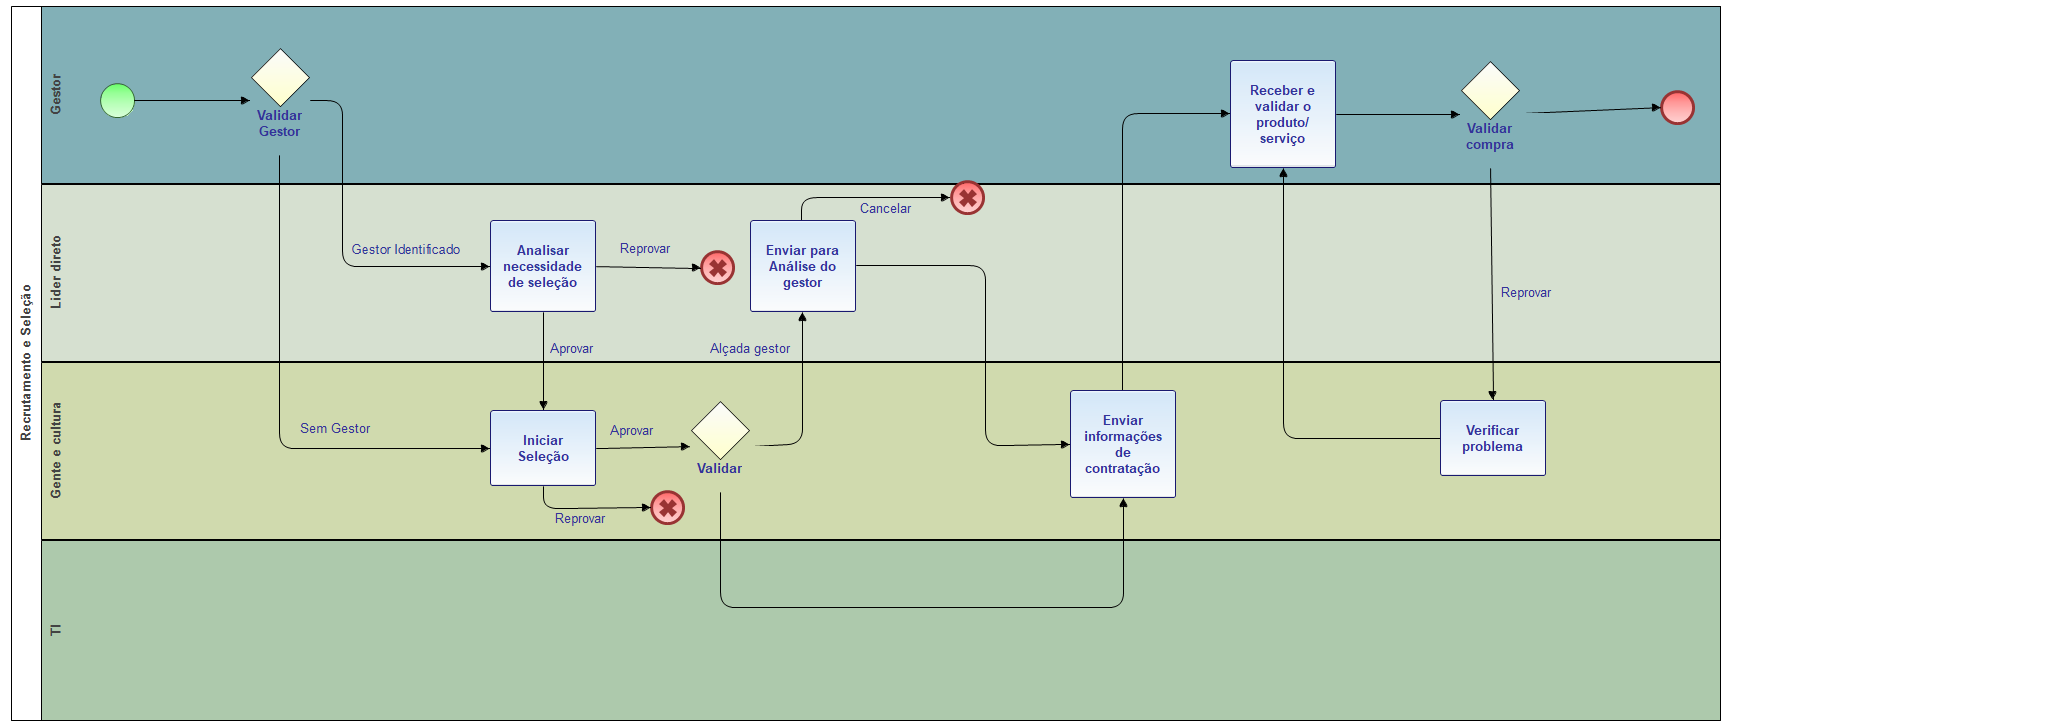 Recrutamento e Seleção
Gestor
Validar
Gestor
Receber e
validar o
produto/
serviço
Validar
compra
Lider direto
Gestor Identificado
Analisar
necessidade
de seleção
Reprovar
Enviar para
Análise do
gestor
Cancelar
Reprovar
Aprovar
Alçada gestor
Gente e cultura
Sem Gestor
Iniciar
Seleção
Aprovar
Validar
Reprovar
Enviar
informações
de
contratação
Verificar
problema
TI